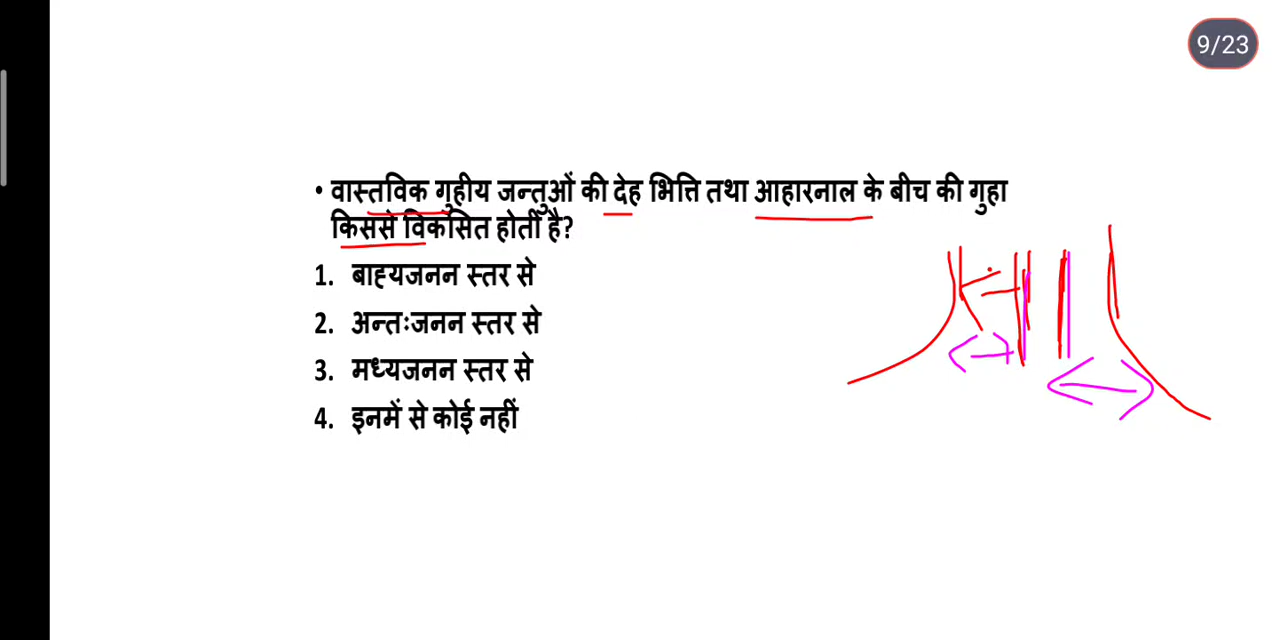 9/23
• वास्तविक गुहीय जन्तुओं की देह भित्ति तथा आहारनाल के बीच की गुहा
किससे विकसित होती है?
1. बाह्यजनन स्तर से
2. अन्तःजनन स्तर से
3. मध्यजनन स्तर से
4. इनमें से कोई नहीं